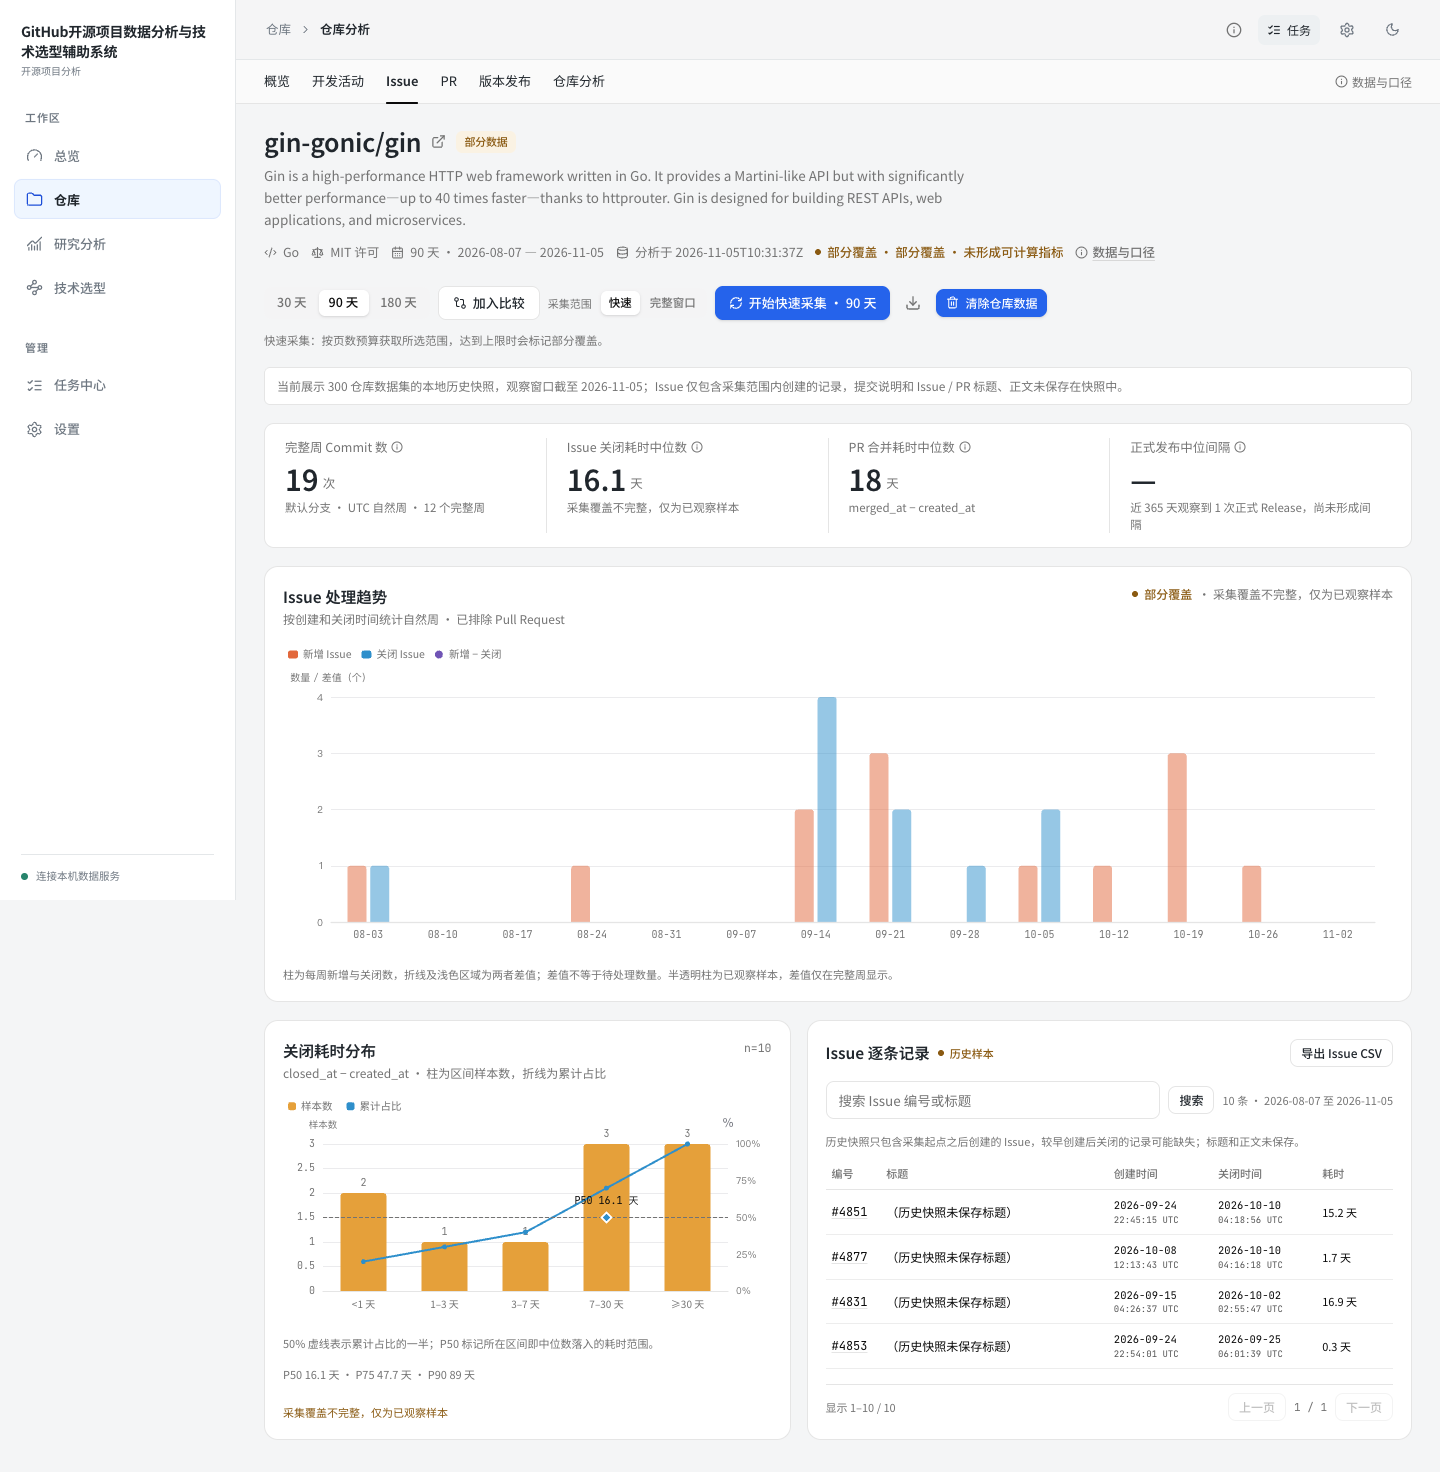 GitHub开源项目数据分析与技
术选型辅助系统
开源项目分析
工作区
总览
仓库
研究分析
技术选型
管理
任务中心
设置
连接本机数据服务
仓库 > 仓库分析
任务
概览 开发活动 Issue PR 版本发布 仓库分析
数据与口径
gin-gonic/gin 部分数据
Gin is a high-performance HTTP web framework written in Go. It provides a Martini-like API but with significantly
better performance—up to 40 times faster—thanks to httprouter. Gin is designed for building REST APIs, web
applications, and microservices.
Go MIT 许可 90 天 · 2026-08-07 — 2026-11-05 分析于 2026-11-05T10:31:37Z 部分覆盖 · 部分覆盖 · 未形成可计算指标 数据与口径
30 天 90 天 180 天 加入比较 采集范围 快速 完整窗口 开始快速采集 · 90 天 清除仓库数据
快速采集：按页数预算获取所选范围，达到上限时会标记部分覆盖。
当前展示 300 仓库数据集的本地历史快照，观察窗口截至 2026-11-05；Issue 仅包含采集范围内创建的记录，提交说明和 Issue / PR 标题、正文未保存在快照中。
完整周 Commit 数
19 次
默认分支 · UTC 自然周 · 12 个完整周
Issue 关闭耗时中位数
16.1 天
采集覆盖不完整，仅为已观察样本
PR 合并耗时中位数
18 天
merged_at − created_at
正式发布中位间隔
—
近 365 天观察到 1 次正式 Release，尚未形成间
隔
Issue 处理趋势
部分覆盖 · 采集覆盖不完整，仅为已观察样本
按创建和关闭时间统计自然周 · 已排除 Pull Request
新增 Issue 关闭 Issue 新增 − 关闭
数量 / 差值（个）
4
3
2
1
0
08-03 08-10 08-17 08-24 08-31 09-07 09-14 09-21 09-28 10-05 10-12 10-19 10-26 11-02
柱为每周新增与关闭数，折线及浅色区域为两者差值；差值不等于待处理数量。半透明柱为已观察样本，差值仅在完整周显示。
关闭耗时分布
n=10
closed_at − created_at · 柱为区间样本数，折线为累计占比
样本数 累计占比
样本数
%
3
2.5
2
1.5
1
0.5
0
2
1
1
3
3
P50 16.1 天
100%
75%
50%
25%
0%
<1 天 1–3 天 3–7 天 7–30 天 ≥30 天
50% 虚线表示累计占比的一半；P50 标记所在区间即中位数落入的耗时范围。
P50 16.1 天 · P75 47.7 天 · P90 89 天
采集覆盖不完整，仅为已观察样本
Issue 逐条记录 历史样本
导出 Issue CSV
搜索 Issue 编号或标题
搜索
10 条 · 2026-08-07 至 2026-11-05
历史快照只包含采集起点之后创建的 Issue，较早创建后关闭的记录可能缺失；标题和正文未保存。
编号 标题 创建时间 关闭时间 耗时
#4851 （历史快照未保存标题） 2026-09-24 2026-10-10 15.2 天
22:45:15 UTC 04:18:56 UTC
#4877 （历史快照未保存标题） 2026-10-08 2026-10-10 1.7 天
12:13:43 UTC 04:16:18 UTC
#4831 （历史快照未保存标题） 2026-09-15 2026-10-02 16.9 天
04:26:37 UTC 02:55:47 UTC
#4853 （历史快照未保存标题） 2026-09-24 2026-09-25 0.3 天
22:54:01 UTC 06:01:39 UTC
显示 1–10 / 10
上一页 1 / 1 下一页